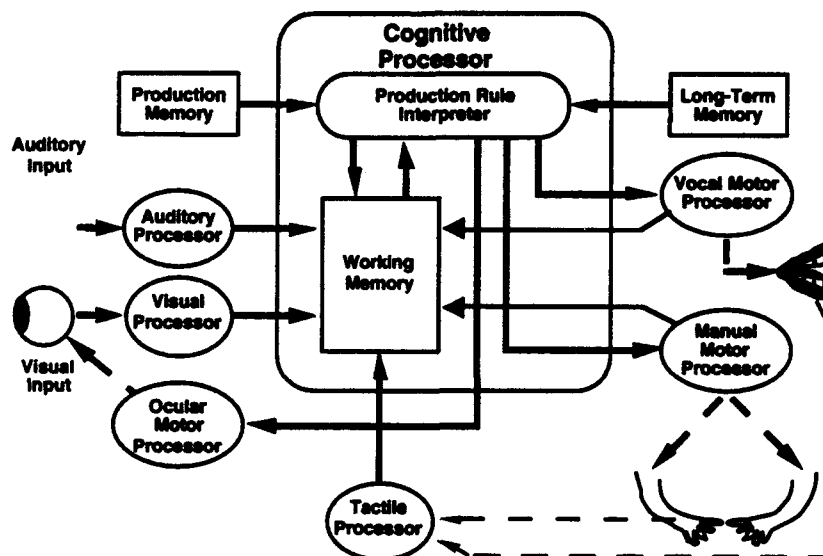 Cognitive
Processor
Production
Memory
Production Rule
Interpreter
Long-Term
Memory
Auditory
Input
Auditory
Processor
Vocal Motor
Processor
Working
Memory
Visual
Processor
Visual
Input
Manual
Motor
Processor
Ocular
Motor
Processor
Tactile
Processor